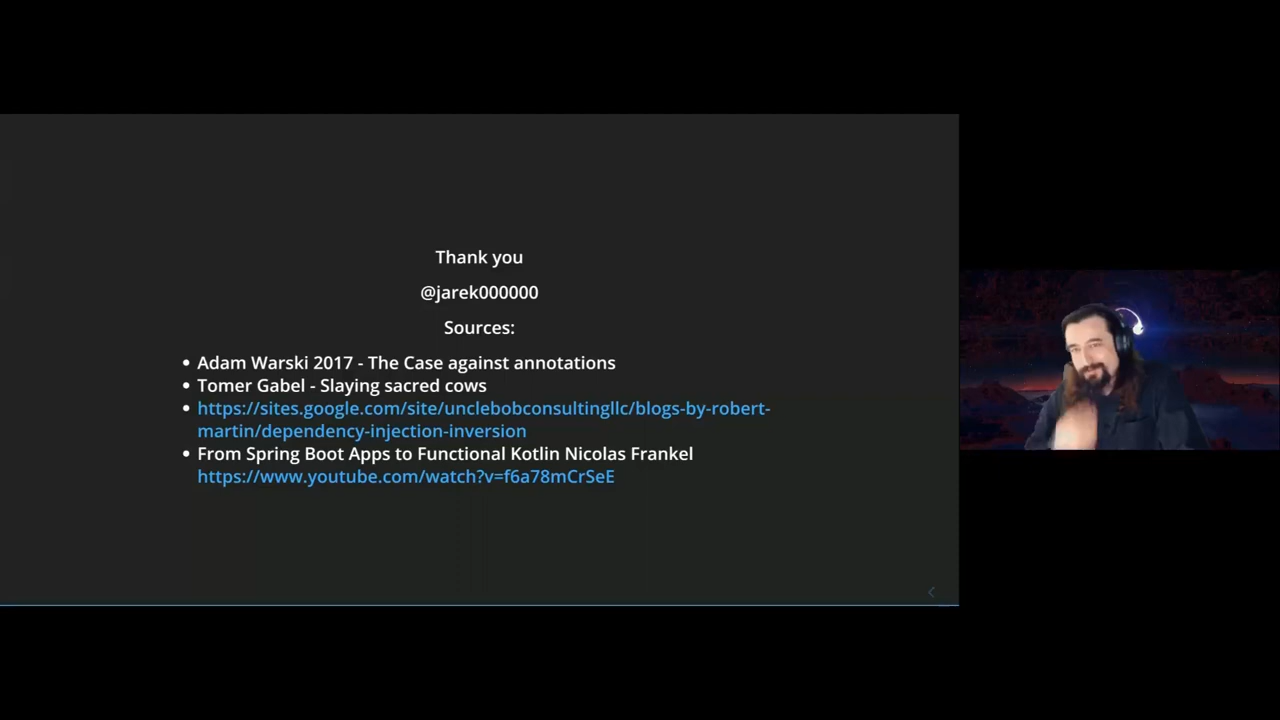 Thank you
@jarek000000
Sources:
• Adam Warski 2017 - The Case against annotations
• Tomer Gabel - Slaying sacred cows
• https://sites.google.com/site/unclebobconsultingllc/blogs-by-robert-
martin/dependency-injection-inversion
• From Spring Boot Apps to Functional Kotlin Nicolas Frankel
https://www.youtube.com/watch?v=f6a78mCrSeE